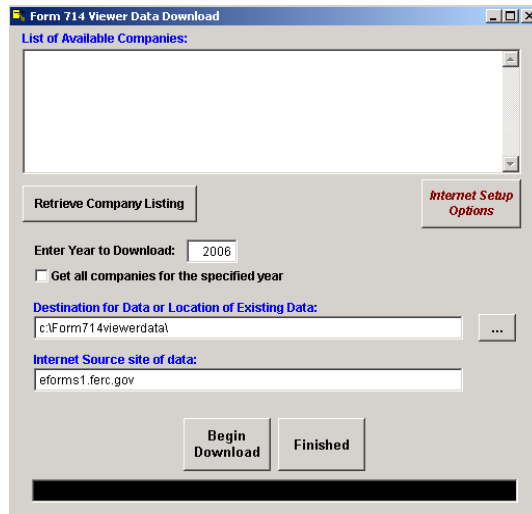 Form 714 Viewer Data Download
List of Available Companies:
Retrieve Company Listing
Internet Setup
Options
Enter Year to Download:   2006
Get all companies for the specified year
Destination for Data or Location of Existing Data:
c:\Form714viewerdata\
...
Internet Source site of data:
eforms1.ferc.gov
Begin
Download
Finished